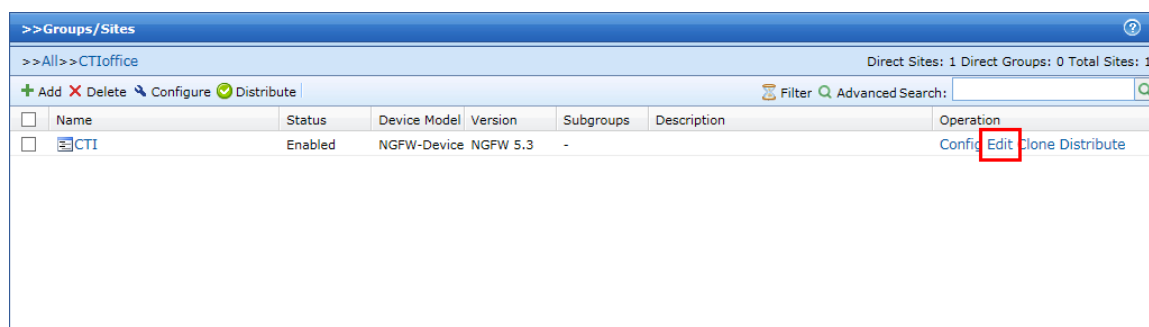 >>Groups/Sites
>>All>>CTIoffice Direct Sites: 1 Direct Groups: 0 Total Sites: 1
Add Delete Configure Distribute Filter Advanced Search:
Name Status Device Model Version Subgroups Description Operation
CTI Enabled NGFW-Device NGFW 5.3 - Config Edit Clone Distribute